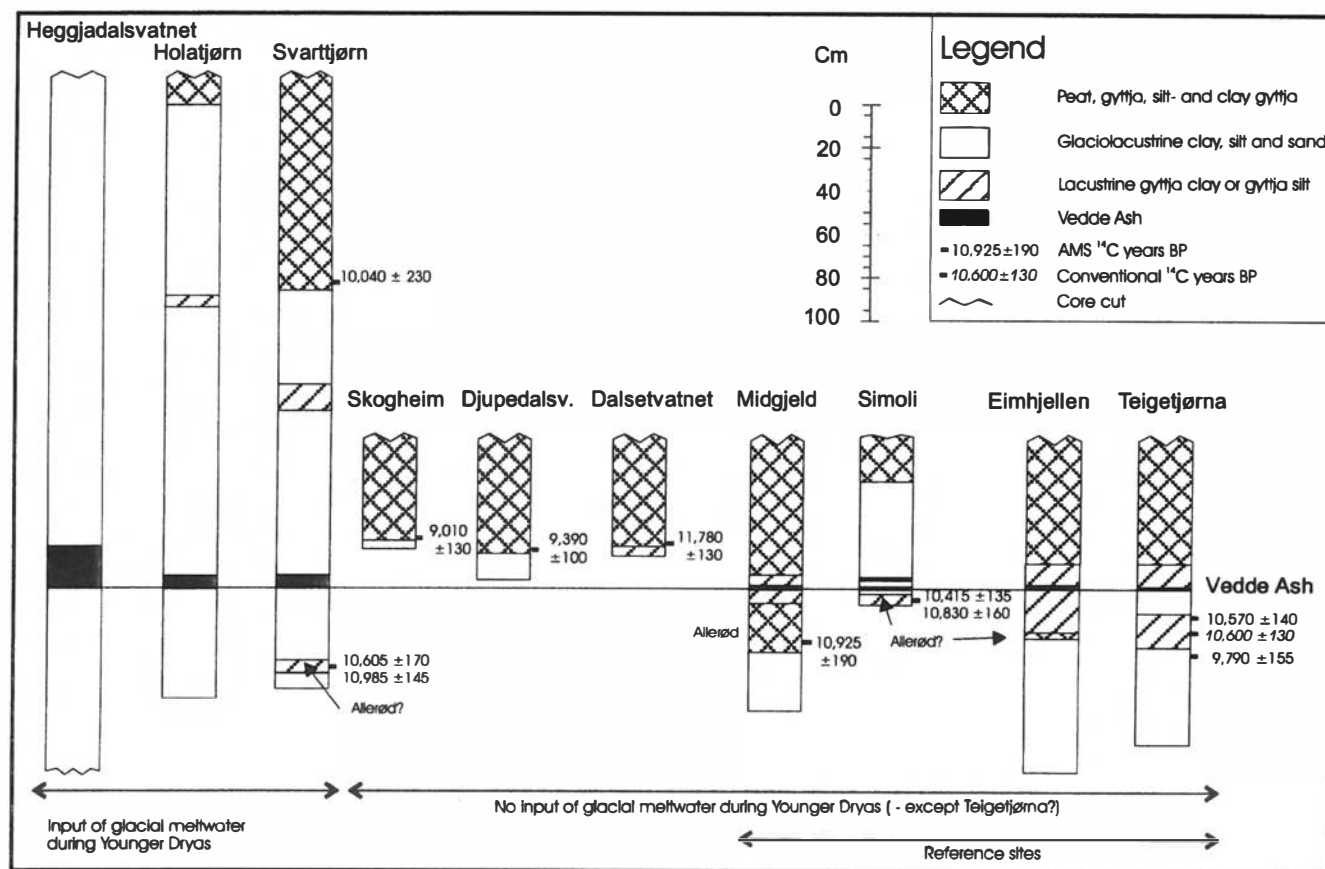 Heggjadalsvatnet
Holatjørn
Svarttjørn
10,040 ± 230
10,605 ±170
10,985 ±145
Allerød?
Cm
0
20
40
60
80
100
Legend
Peat, gyttja, silt- and clay gyttja
Glaciolacustrine clay, silt and sand
Lacustrine gyttja clay or gyttja silt
Vedde Ash
10,925±190 AMS ¹⁴C years BP
10,600±130 Conventional ¹⁴C years BP
Core cut
Skogheim
9,010
±130
Djupedalsv.
9,390
±100
Dalsetvatnet
11,780
±130
Midgjeld
Allerød
10,925
±190
Simoli
10,415 ±135
10,830 ±160
Allerød?
Eimhjellen
Teigetjørna
Vedde Ash
10,570 ±140
10,600 ±130
9,790 ±155
Input of glacial meltwater
during Younger Dryas
No input of glacial meltwater during Younger Dryas ( - except Teigetjørna?)
Reference sites